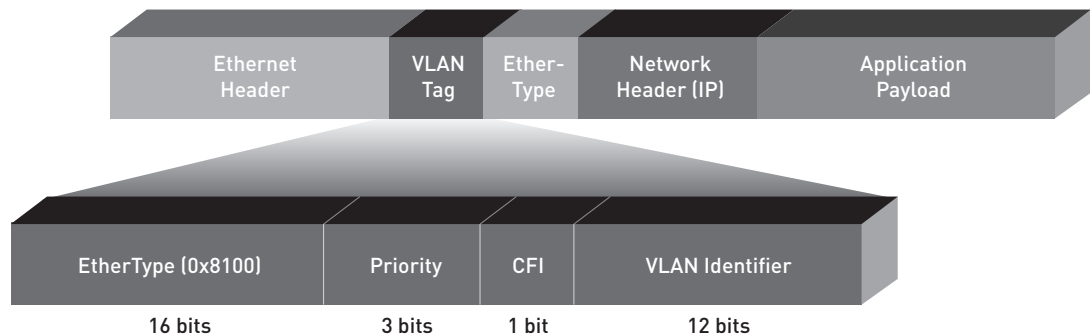 Ethernet
Header
VLAN
Tag
Ether-
Type
Network
Header (IP)
Application
Payload
EtherType (0x8100)
Priority
CFI
VLAN Identifier
16 bits
3 bits
1 bit
12 bits